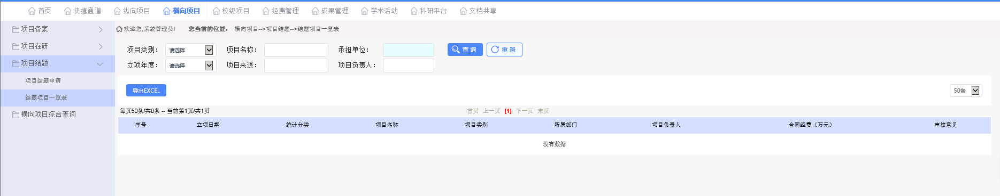 首页 快捷通道 纵向项目 横向项目 校级项目 经费管理 成果管理 学术活动 科研平台 文档共享
项目备案
项目在研
项目结题
项目结题申请
结题项目一览表
横向项目综合查询
欢迎您,系统管理员! 您当前的位置: 横向项目-->项目结题-->结题项目一览表
项目类别: 请选择 项目名称: 承担单位: 查询 重置
立项年度: 请选择 项目来源: 项目负责人:
导出EXCEL 50条
每页50条/共0条 -- 当前第1页/共1页 首页 上一页 [1] 下一页 末页
序号 立项日期 统计分类 项目名称 项目类别 所属部门 项目负责人 合同经费（万元） 审核意见
没有数据